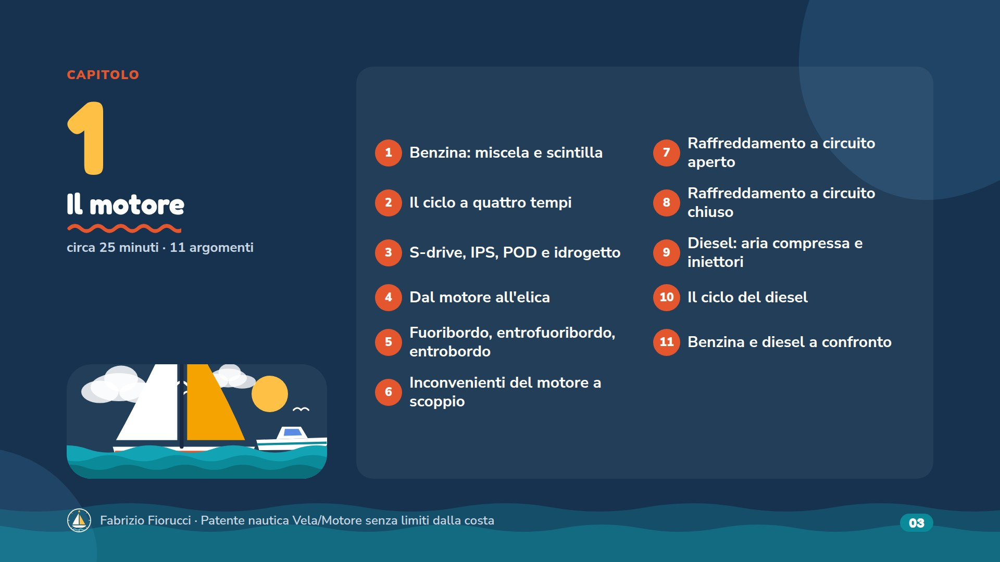 CAPITOLO
1
Il motore
circa 25 minuti · 11 argomenti
1 Benzina: miscela e scintilla
2 Il ciclo a quattro tempi
3 S-drive, IPS, POD e idrogetto
4 Dal motore all'elica
5 Fuoribordo, entrofuoribordo,
entrobordo
6 Inconvenienti del motore a
scoppio
7 Raffreddamento a circuito
aperto
8 Raffreddamento a circuito
chiuso
9 Diesel: aria compressa e
iniettori
10 Il ciclo del diesel
11 Benzina e diesel a confronto
Fabrizio Fiorucci · Patente nautica Vela/Motore senza limiti dalla costa
03